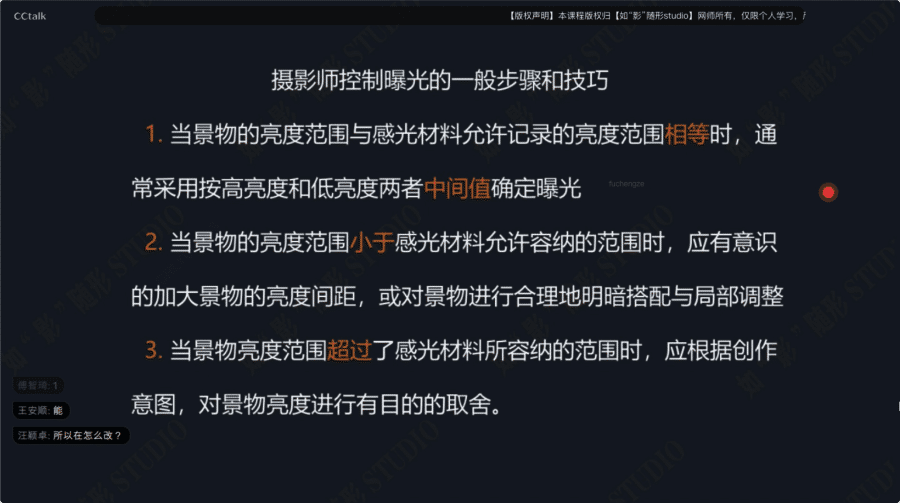 CCtalk
【版权声明】本课程版权归【如“影”随形studio】网师所有，仅限个人学习，
摄影师控制曝光的一般步骤和技巧
1. 当景物的亮度范围与感光材料允许记录的亮度范围相等时，通
常采用按高亮度和低亮度两者中间值确定曝光
2. 当景物的亮度范围小于感光材料允许容纳的范围时，应有意识
的加大景物的亮度间距，或对景物进行合理地明暗搭配与局部调整
3. 当景物亮度范围超过了感光材料所容纳的范围时，应根据创作
意图，对景物亮度进行有目的的取舍。
傅智琦: 1
王安顺: 能
汪颖卓: 所以在怎么改？
如“影”随形·STUDIO